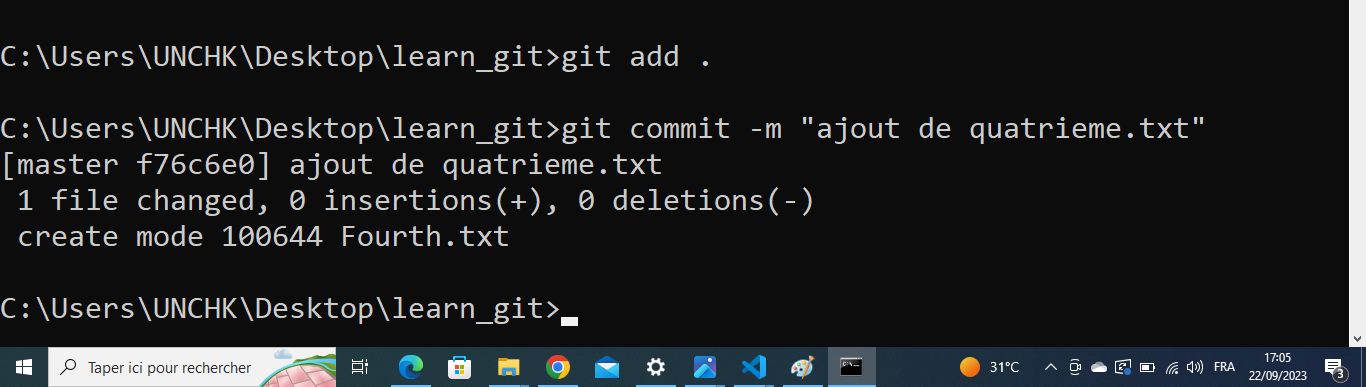 C:\Users\UNCHK\Desktop\learn_git>git add .
C:\Users\UNCHK\Desktop\learn_git>git commit -m "ajout de quatrieme.txt"
[master f76c6e0] ajout de quatrieme.txt
 1 file changed, 0 insertions(+), 0 deletions(-)
 create mode 100644 Fourth.txt
C:\Users\UNCHK\Desktop\learn_git>
Taper ici pour rechercher
31°C
FRA
17:05
22/09/2023
3